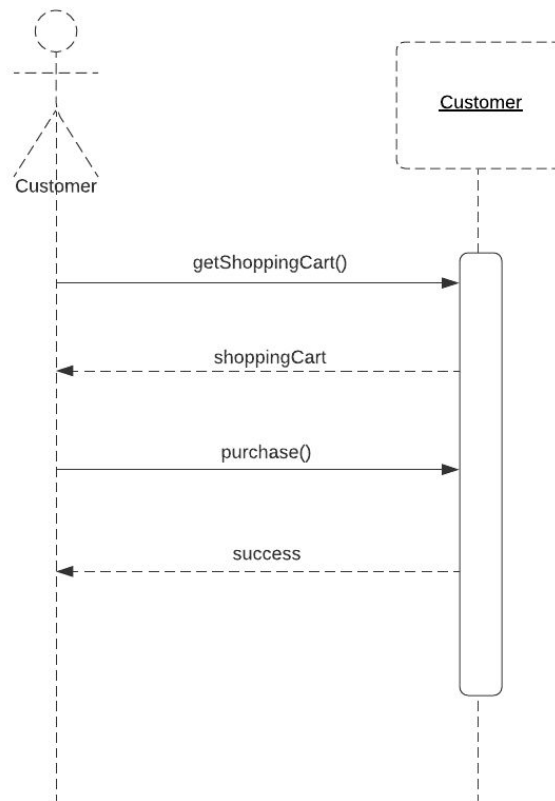 Customer
Customer
getShoppingCart()
shoppingCart
purchase()
success